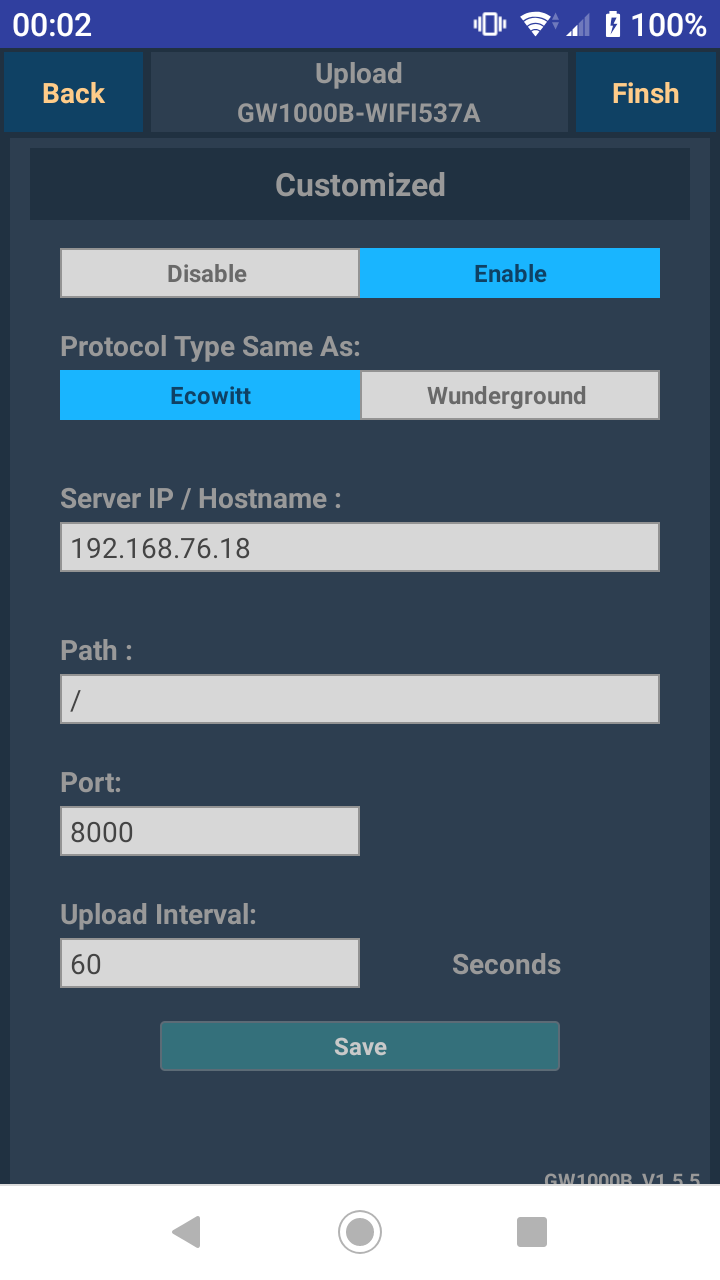 00:02 100%
Back
Upload
GW1000B-WIFI537A
Finsh
Customized
Disable Enable
Protocol Type Same As:
Ecowitt Wunderground
Server IP / Hostname :
192.168.76.18
Path :
/
Port:
8000
Upload Interval:
60 Seconds
Save
GW1000B_V1.5.5